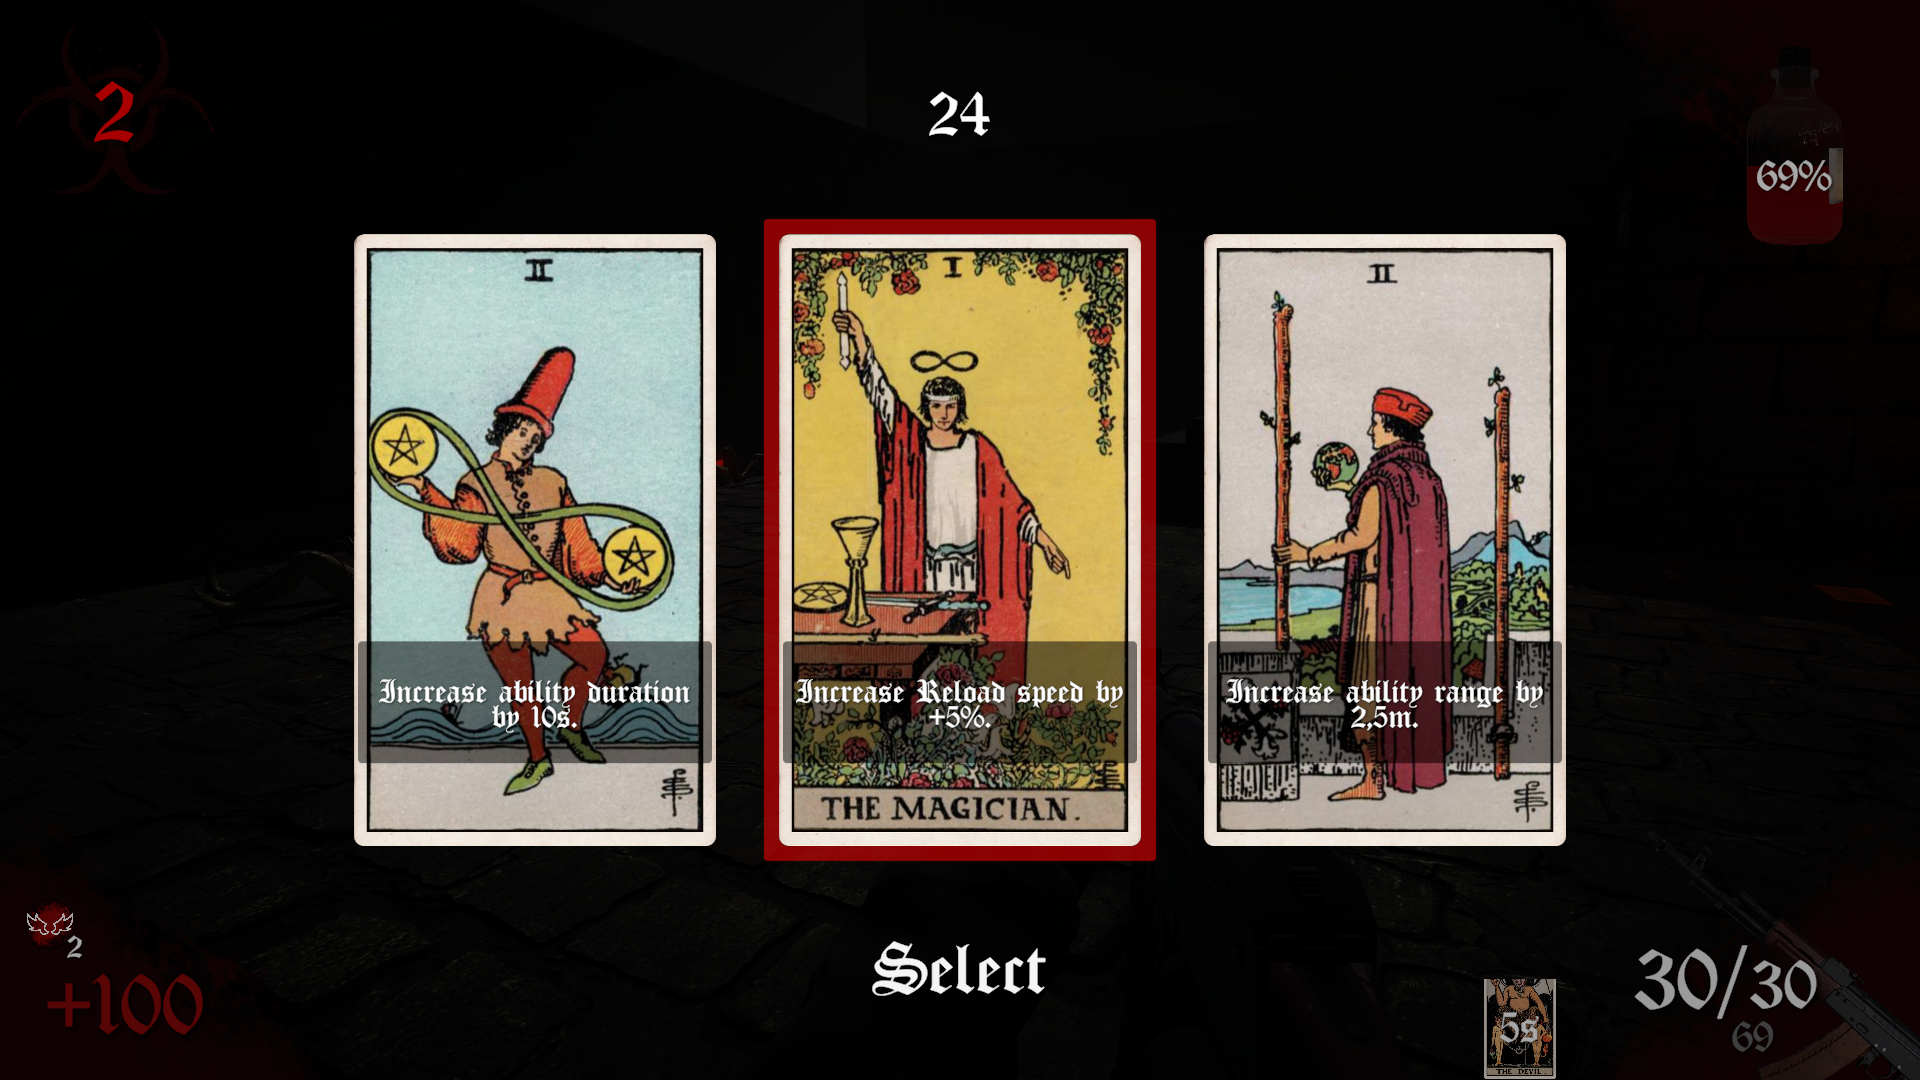 2
24
69%
II
I
II
Increase ability duration
by 10s.
Increase Reload speed by
+5%.
Increase ability range by
2,5m.
THE MAGICIAN.
2
+100
Select
5s
THE DEVIL.
30/30
69